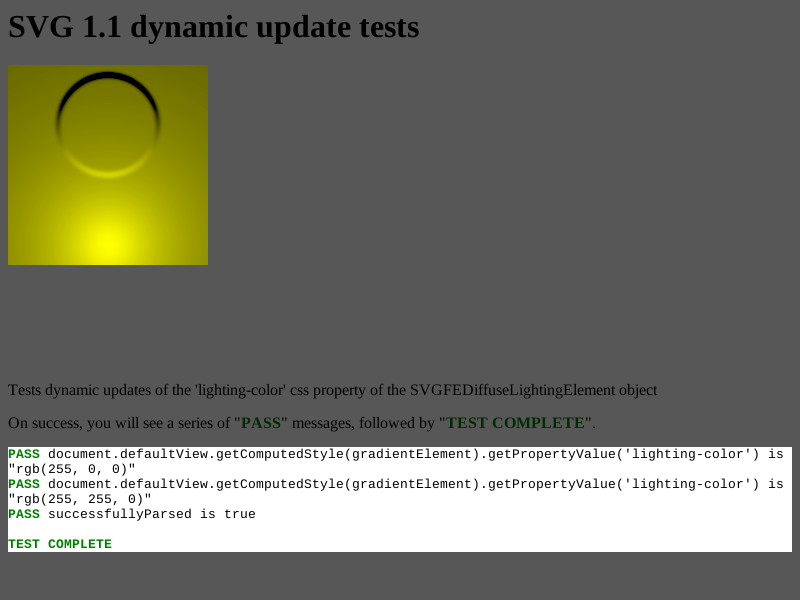 SVG 1.1 dynamic update tests
Tests dynamic updates of the 'lighting-color' css property of the SVGFEDiffuseLightingElement object
On success, you will see a series of "PASS" messages, followed by "TEST COMPLETE".
PASS document.defaultView.getComputedStyle(gradientElement).getPropertyValue('lighting-color') is
"rgb(255, 0, 0)"
PASS document.defaultView.getComputedStyle(gradientElement).getPropertyValue('lighting-color') is
"rgb(255, 255, 0)"
PASS successfullyParsed is true
TEST COMPLETE